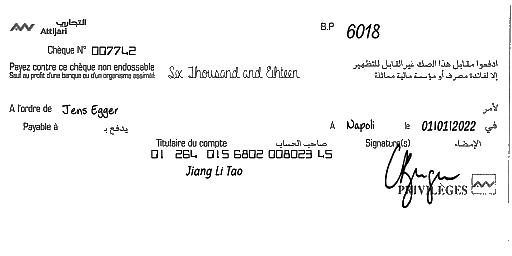 التجاري
Attijari
B.P 6018
Chèque N° 007742
Payez contre ce chèque non endossable
Sauf au profit d'une banque ou d'un organisme assimilé
Six Thousand and Eihteen
ادفعوا مقابل هذا الصك غير القابل للتظهير
إلا لفائدة مصرف أو مؤسسة مالية مماثلة
A l'ordre de Jens Egger
لأمر
Payable à يدفع بـ
A Napoli le 01/01/2022 في
Titulaire du compte صاحب الحساب
Signature(s) الإمضاء
01 264 015 6802 008023 45
Jiang Li Tao
PRIVILÈGES